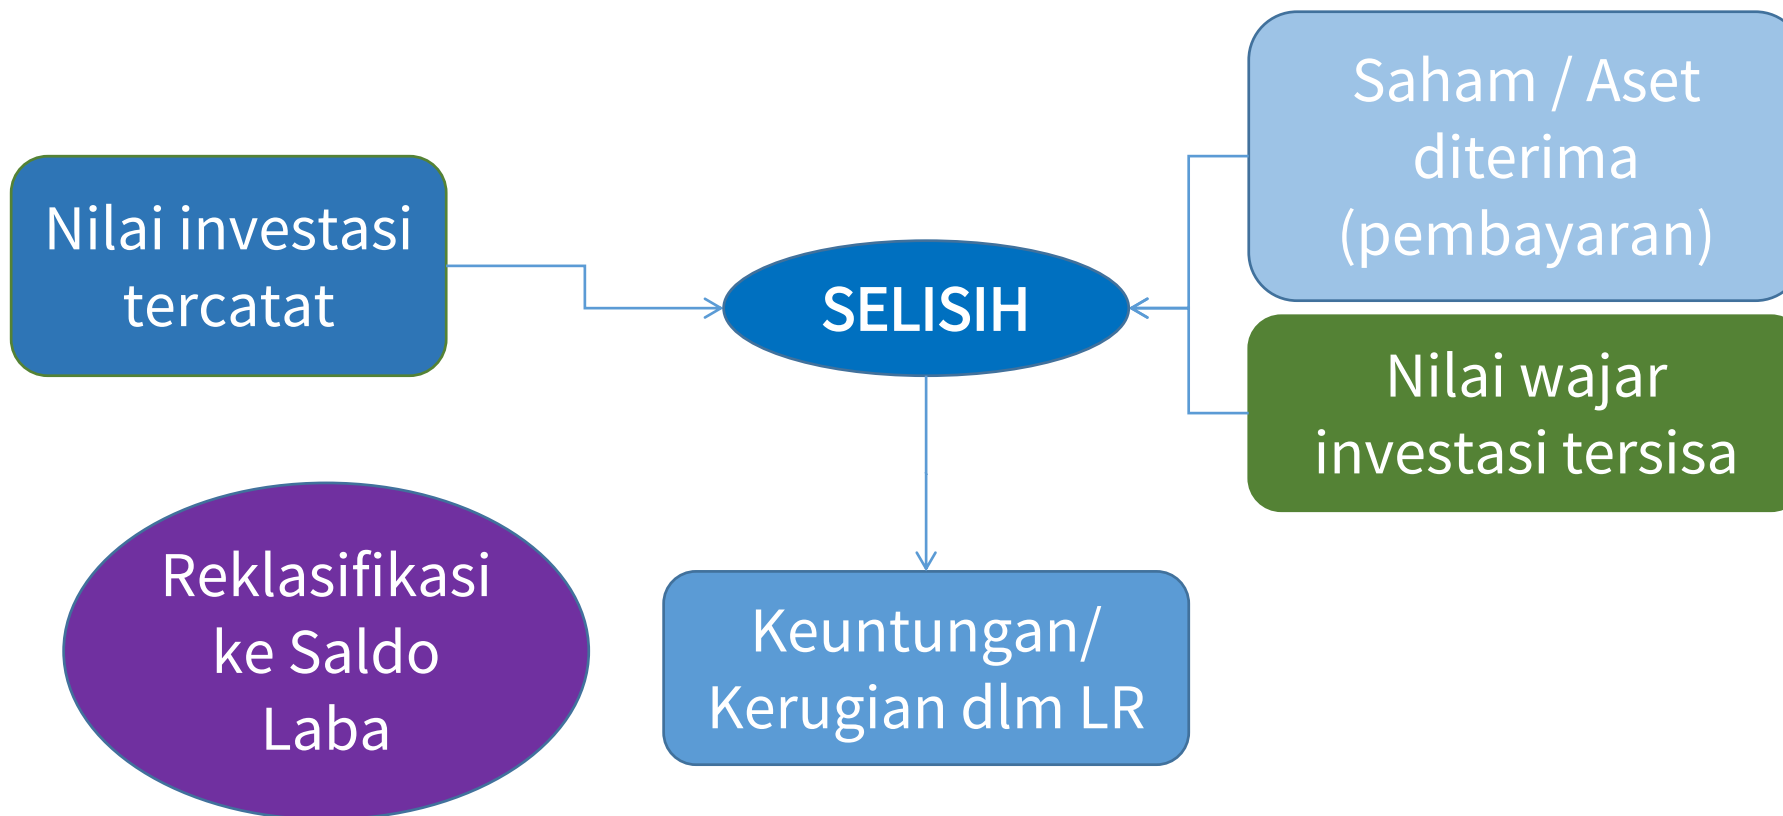 Nilai investasi
tercatat
SELISIH
Saham / Aset
diterima
(pembayaran)
Nilai wajar
investasi tersisa
Reklasifikasi
ke Saldo
Laba
Keuntungan/
Kerugian dlm LR